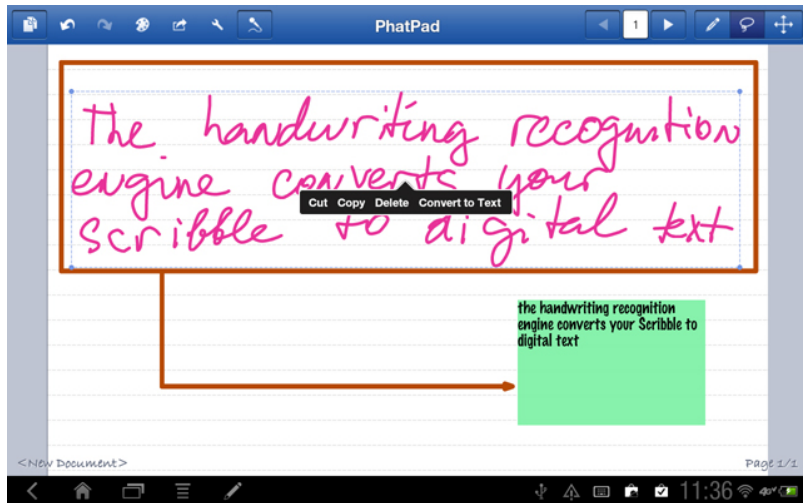 PhatPad
1
The handwriting recognition
engine converts your
Cut Copy Delete Convert to Text
Scribble to digital text
the handwriting recognition
engine converts your Scribble to
digital text
<New Document>
Page 1/1
11:36